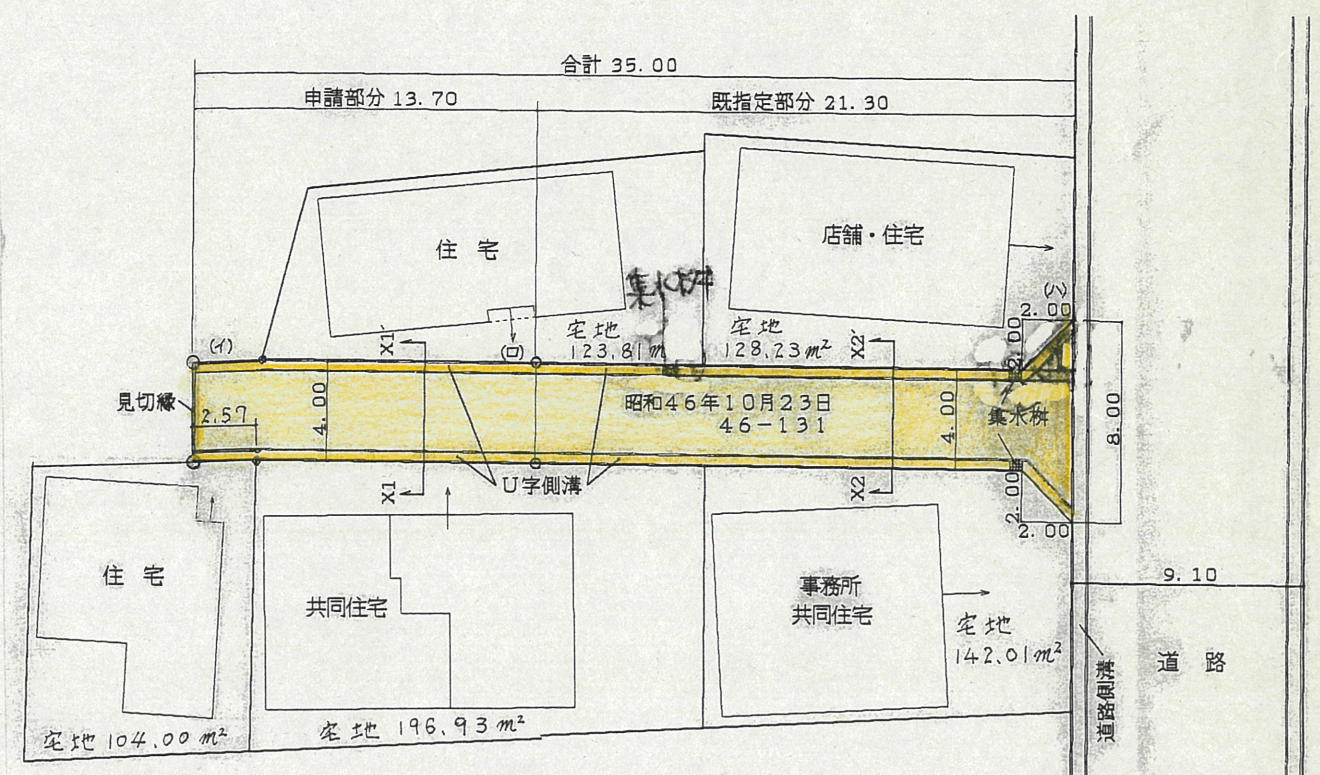 合計 35.00
申請部分 13.70
既指定部分 21.30
住 宅
店舗・住宅
集水桝
(ハ)
2.00
2.00
宅地
123.81m
宅地
128.23m²
X1'
X2'
(イ)
(ロ)
見切縁
2.57
4.00
昭和46年10月23日
46-131
4.00
集水桝
8.00
X1
U字側溝
X2
2.00
2.00
住 宅
共同住宅
事務所
共同住宅
9.10
宅地
142.01m²
道路側溝
道 路
宅地 104.00m²
宅地 196.93m²